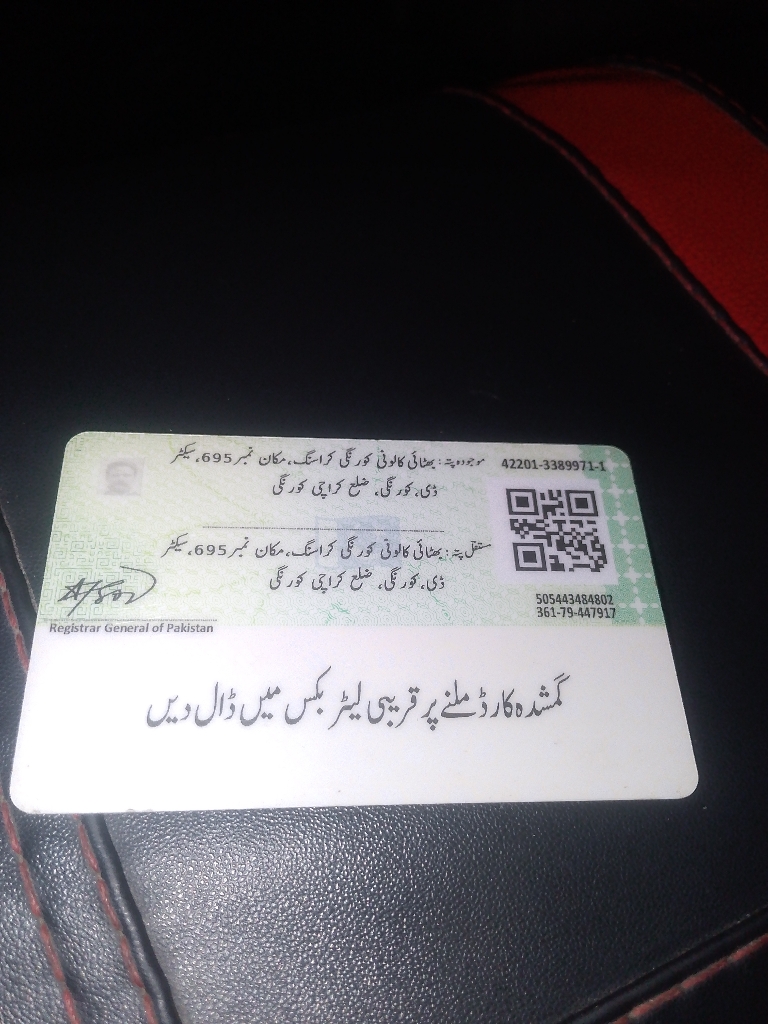 موجودہ پتہ: بھٹائی کالونی کورنگی کراسنگ، مکان نمبر 695، سیکٹر
ڈی، کورنگی، ضلع کراچی کورنگی
42201-3389971-1
مستقل پتہ: بھٹائی کالونی کورنگی کراسنگ، مکان نمبر 695، سیکٹر
ڈی، کورنگی، ضلع کراچی کورنگی
505443484802
361-79-447917
Registrar General of Pakistan
گمشدہ کارڈ ملنے پر قریبی لیٹر بکس میں ڈال دیں